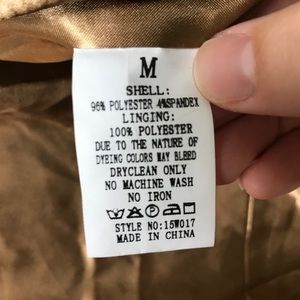 M
SHELL:
96% POLYESTER 4%SPANDEX
LINGING:
100% POLYESTER
DUE TO THE NATURE OF
DYEING COLORS MAY BLEED
DRYCLEAN ONLY
NO MACHINE WASH
NO IRON
STYLE NO:15W017
MADE IN CHINA